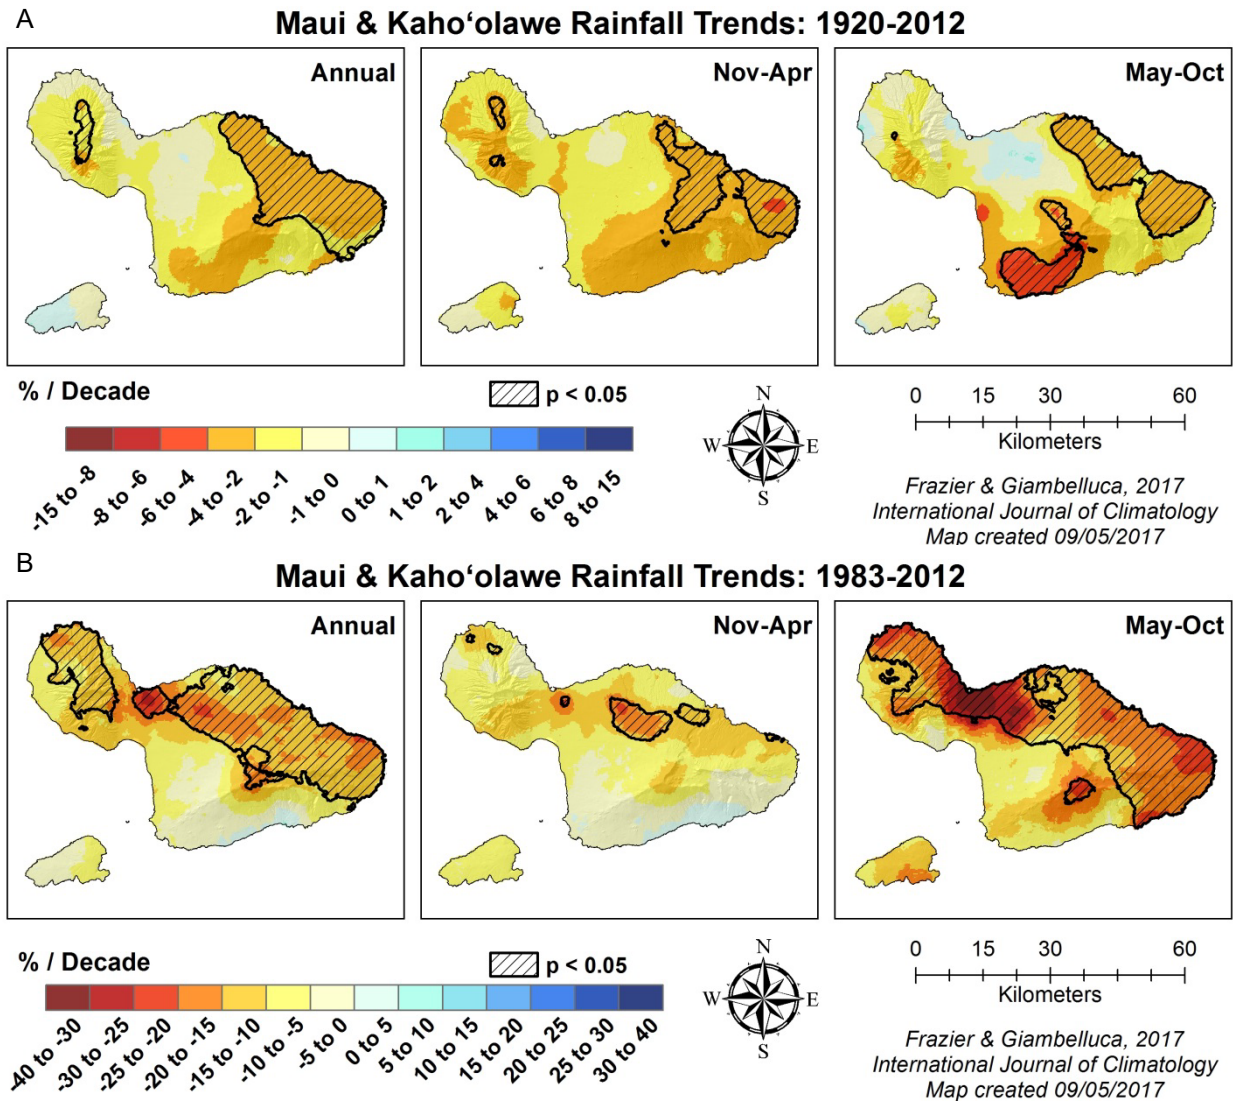 A
Maui & Kahoʻolawe Rainfall Trends: 1920-2012
Annual
Nov-Apr
May-Oct
% / Decade
p < 0.05
-15 to -8
-8 to -6
-6 to -4
-4 to -2
-2 to -1
-1 to 0
0 to 1
1 to 2
2 to 4
4 to 6
6 to 8
8 to 15
N
W
E
S
0 15 30 60
Kilometers
Frazier & Giambelluca, 2017
International Journal of Climatology
Map created 09/05/2017
B
Maui & Kahoʻolawe Rainfall Trends: 1983-2012
Annual
Nov-Apr
May-Oct
% / Decade
p < 0.05
-40 to -30
-30 to -25
-25 to -20
-20 to -15
-15 to -10
-10 to -5
-5 to 0
0 to 5
5 to 10
10 to 15
15 to 20
20 to 25
25 to 30
30 to 40
N
W
E
S
0 15 30 60
Kilometers
Frazier & Giambelluca, 2017
International Journal of Climatology
Map created 09/05/2017